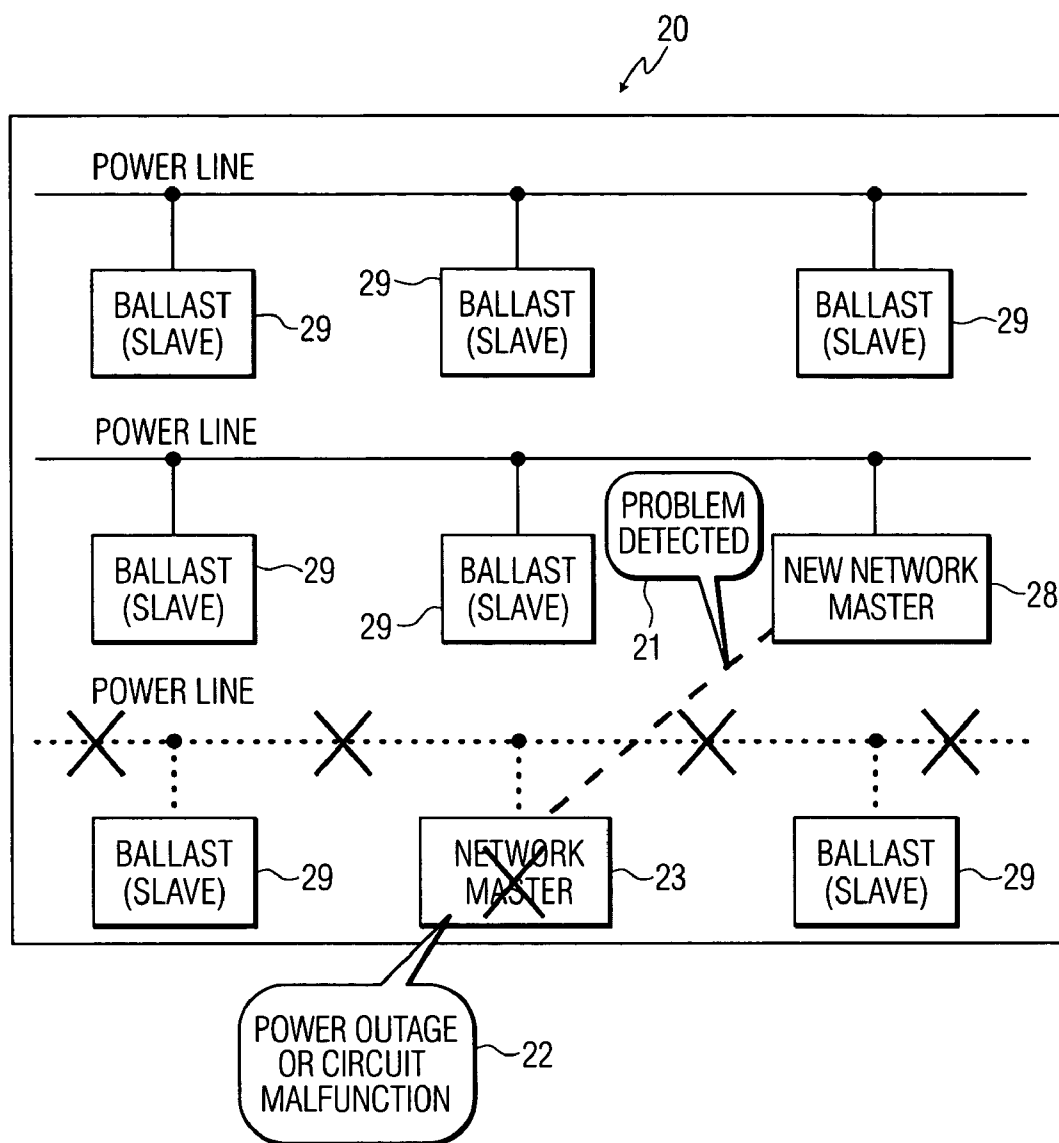 20
POWER LINE
BALLAST
(SLAVE)
29
29
BALLAST
(SLAVE)
BALLAST
(SLAVE)
29
POWER LINE
BALLAST
(SLAVE)
29
29
BALLAST
(SLAVE)
PROBLEM
DETECTED
21
NEW NETWORK
MASTER
28
POWER LINE
BALLAST
(SLAVE)
29
NETWORK
MASTER
23
BALLAST
(SLAVE)
29
POWER OUTAGE
OR CIRCUIT
MALFUNCTION
22